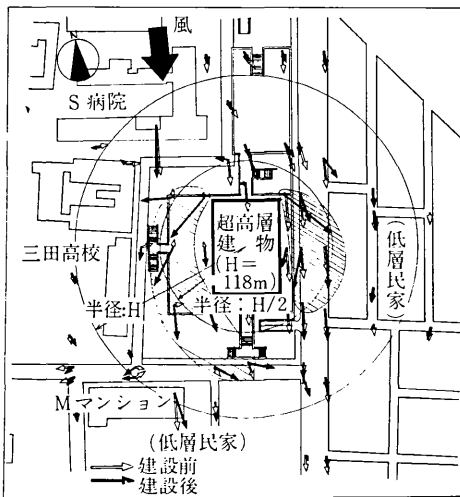 風
N
S病院
三田高校
超高層
建物
(H=
118m)
半径:H
半径:H/2
(低層民家)
Mマンション
(低層民家)
建設前
建設後